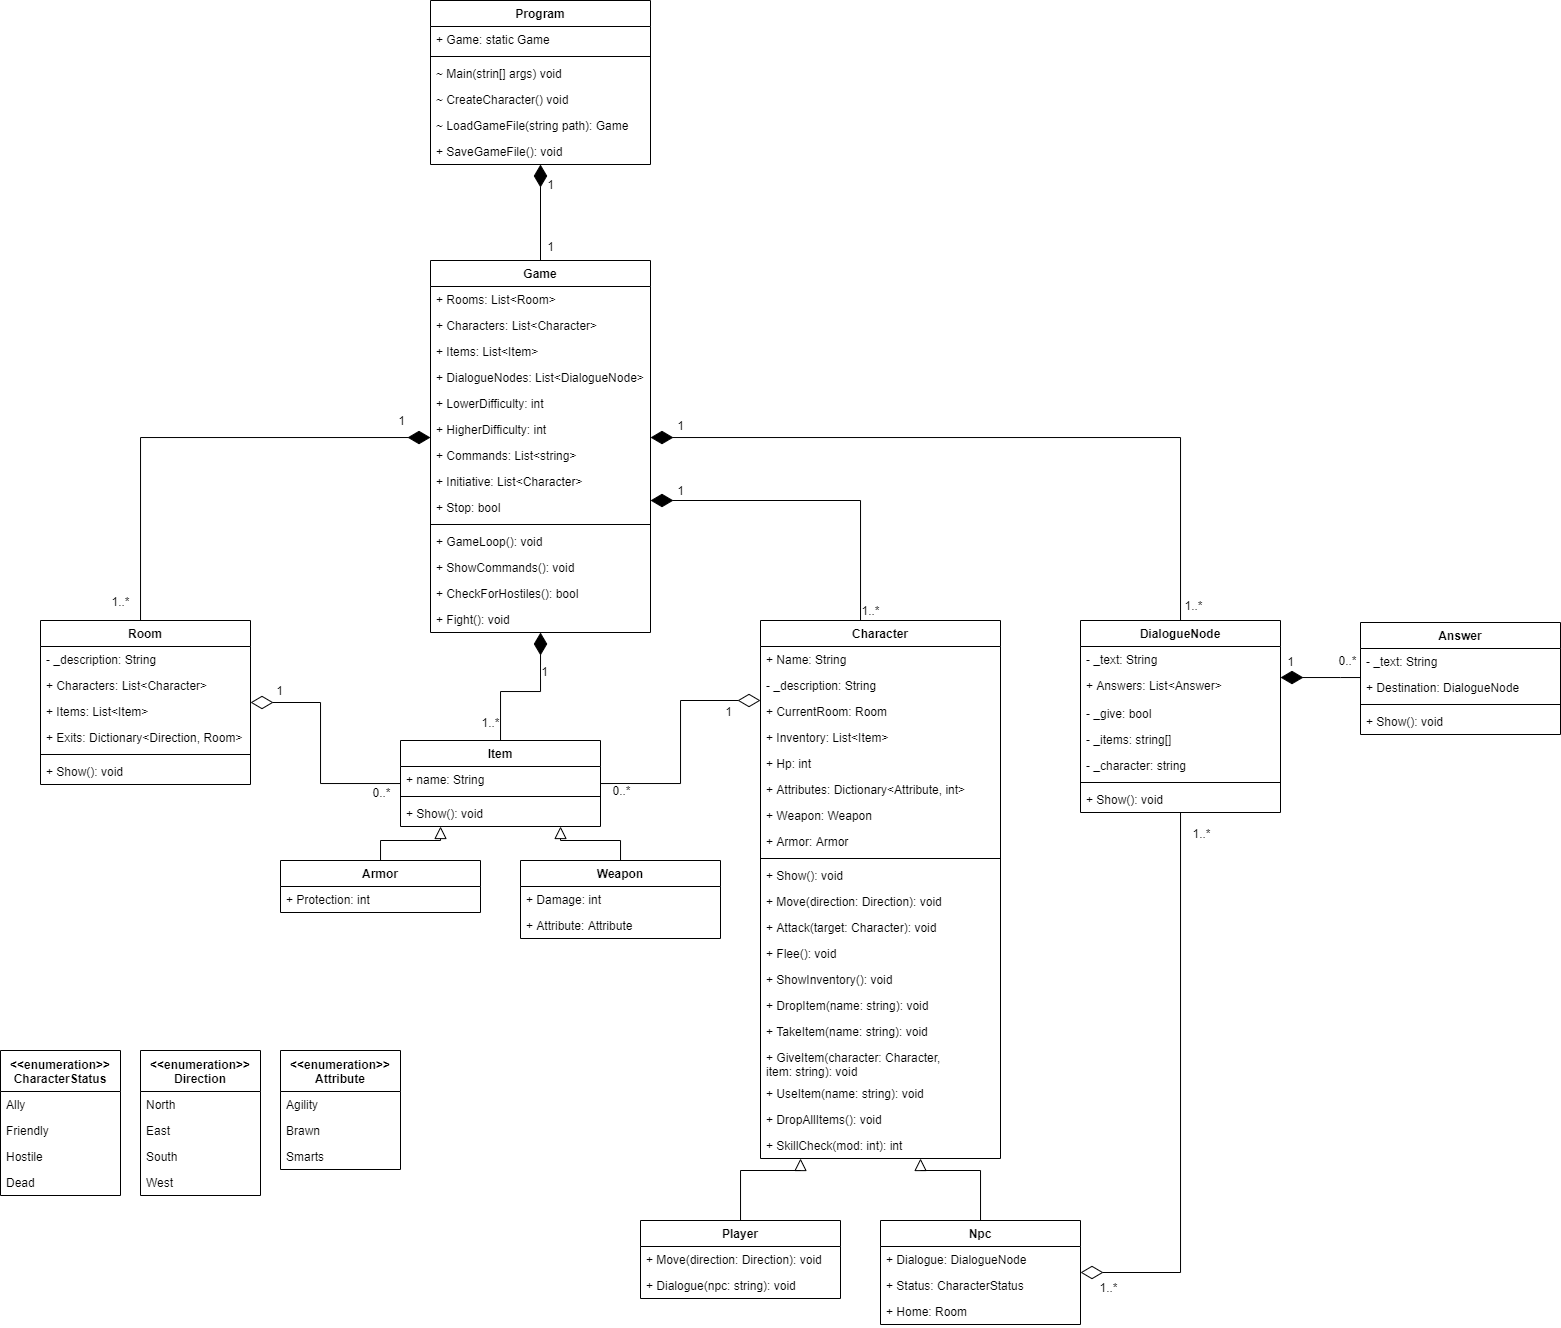 Program
+ Game: static Game
~ Main(strin[] args) void
~ CreateCharacter() void
~ LoadGameFile(string path): Game
+ SaveGameFile(): void
1
1
Game
+ Rooms: List<Room>
+ Characters: List<Character>
+ Items: List<Item>
+ DialogueNodes: List<DialogueNode>
+ LowerDifficulty: int
+ HigherDifficulty: int
+ Commands: List<string>
+ Initiative: List<Character>
+ Stop: bool
+ GameLoop(): void
+ ShowCommands(): void
+ CheckForHostiles(): bool
+ Fight(): void
1
1
1
1
1..*
1..*
1..*
1..*
Room
- _description: String
+ Characters: List<Character>
+ Items: List<Item>
+ Exits: Dictionary<Direction, Room>
+ Show(): void
1
0..*
Item
+ name: String
+ Show(): void
0..*
1
Armor
+ Protection: int
Weapon
+ Damage: int
+ Attribute: Attribute
Character
+ Name: String
- _description: String
+ CurrentRoom: Room
+ Inventory: List<Item>
+ Hp: int
+ Attributes: Dictionary<Attribute, int>
+ Weapon: Weapon
+ Armor: Armor
+ Show(): void
+ Move(direction: Direction): void
+ Attack(target: Character): void
+ Flee(): void
+ ShowInventory(): void
+ DropItem(name: string): void
+ TakeItem(name: string): void
+ GiveItem(character: Character,
item: string): void
+ UseItem(name: string): void
+ DropAllItems(): void
+ SkillCheck(mod: int): int
DialogueNode
- _text: String
+ Answers: List<Answer>
- _give: bool
- _items: string[]
- _character: string
+ Show(): void
1
0..*
Answer
- _text: String
+ Destination: DialogueNode
+ Show(): void
1..*
<<enumeration>>
CharacterStatus
Ally
Friendly
Hostile
Dead
<<enumeration>>
Direction
North
East
South
West
<<enumeration>>
Attribute
Agility
Brawn
Smarts
Player
+ Move(direction: Direction): void
+ Dialogue(npc: string): void
Npc
+ Dialogue: DialogueNode
+ Status: CharacterStatus
+ Home: Room
1..*